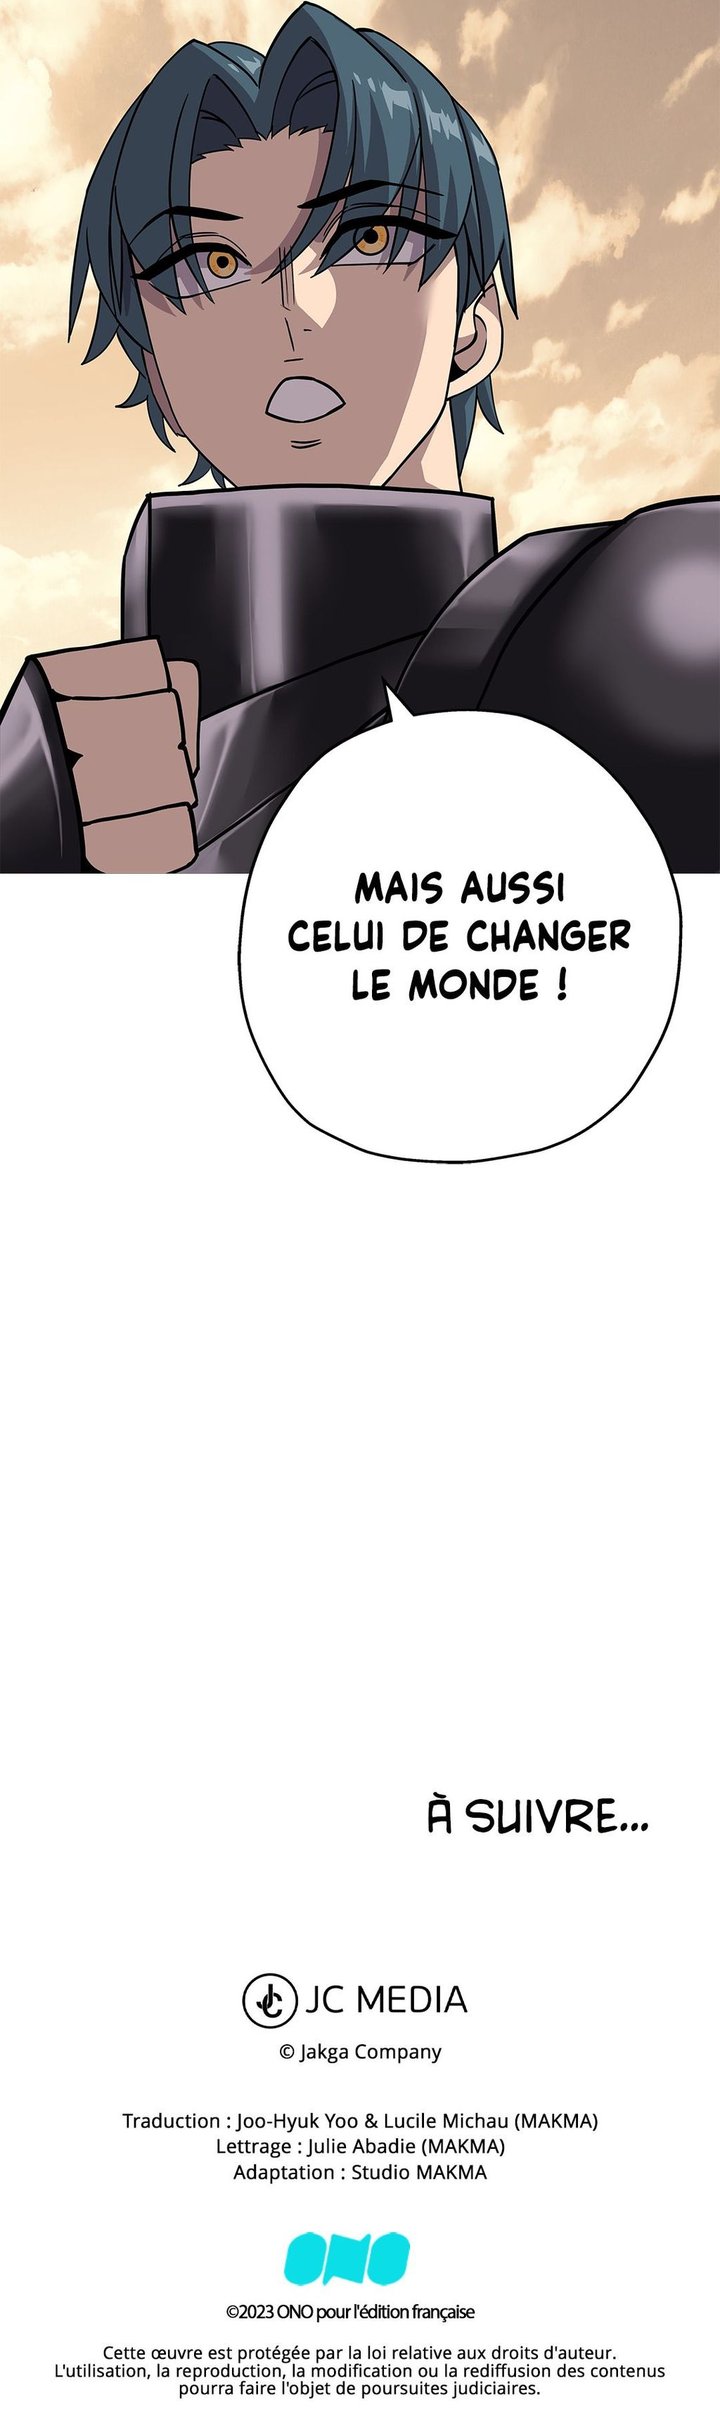 MAIS AUSSI
CELUI DE CHANGER
LE MONDE !
À SUIVRE...
JC MEDIA
© Jakga Company
Traduction : Joo-Hyuk Yoo & Lucile Michau (MAKMA)
Lettrage : Julie Abadie (MAKMA)
Adaptation : Studio MAKMA
ONO
©2023 ONO pour l'édition française
Cette œuvre est protégée par la loi relative aux droits d'auteur.
L'utilisation, la reproduction, la modification ou la rediffusion des contenus
pourra faire l'objet de poursuites judiciaires.